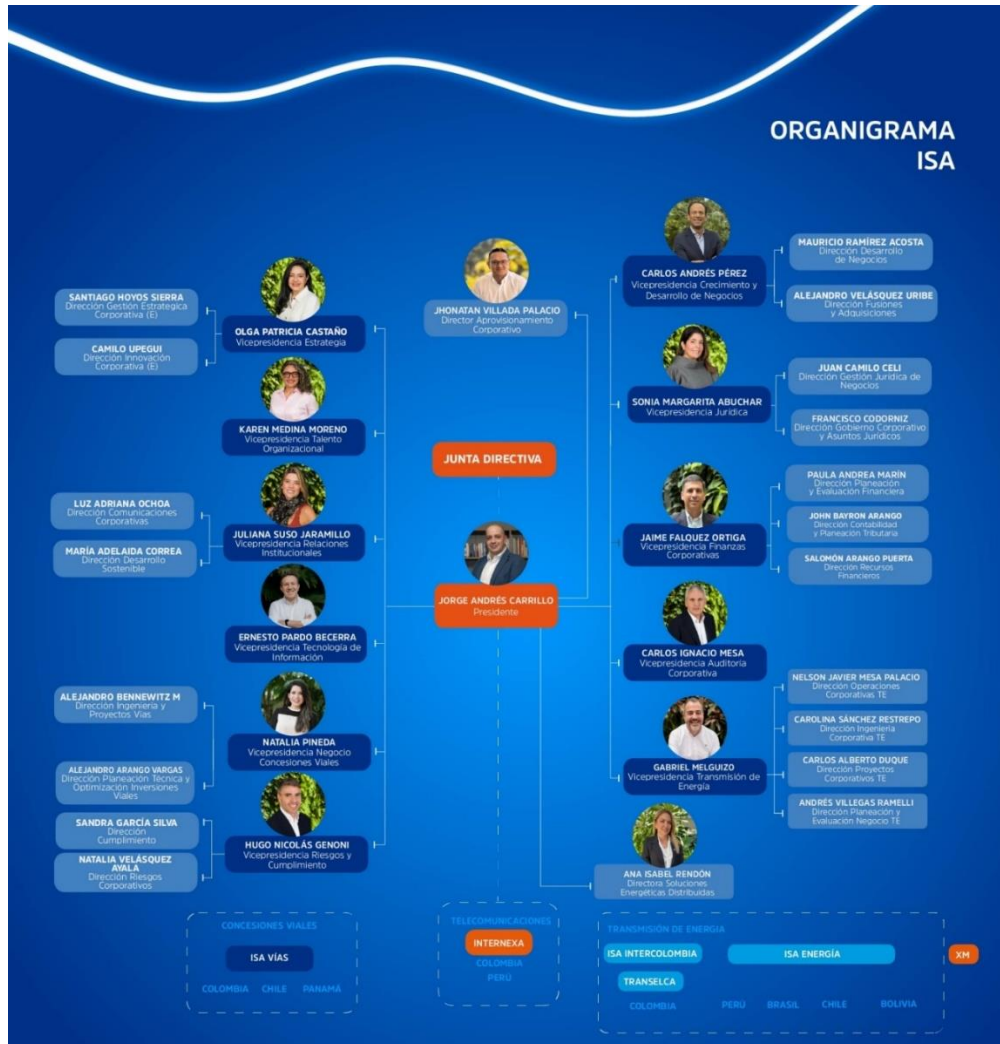 ORGANIGRAMA
ISA
SANTIAGO HOYOS SIERRA
Dirección Gestión Estrategica
Corporativa (E)
CAMILO UPEGUI
Dirección Innovación
Corporativa (E)
OLGA PATRICIA CASTAÑO
Vicepresidencia Estrategia
KAREN MEDINA MORENO
Vicepresidencia Talento
Organizacional
LUZ ADRIANA OCHOA
Dirección Comunicaciones
Corporativas
MARÍA ADELAIDA CORREA
Dirección Desarrollo
Sostenible
JULIANA SUSO JARAMILLO
Vicepresidencia Relaciones
Institucionales
ERNESTO PARDO BECERRA
Vicepresidencia Tecnología de
Información
ALEJANDRO BENNEWITZ M
Dirección Ingeniería y
Proyectos Vías
ALEJANDRO ARANGO VARGAS
Dirección Planeación Técnica y
Optimización Inversiones
Viales
NATALIA PINEDA
Vicepresidencia Negocio
Concesiones Viales
SANDRA GARCÍA SILVA
Dirección
Cumplimiento
NATALIA VELÁSQUEZ
AYALA
Dirección Riesgos
Corporativos
HUGO NICOLÁS GENONI
Vicepresidencia Riesgos y
Cumplimiento
JHONATAN VILLADA PALACIO
Director Aprovisionamiento
Corporativo
JUNTA DIRECTIVA
JORGE ANDRÉS CARRILLO
Presidente
CARLOS ANDRÉS PÉREZ
Vicepresidencia Crecimiento y
Desarrollo de Negocios
MAURICIO RAMÍREZ ACOSTA
Dirección Desarrollo
de Negocios
ALEJANDRO VELÁSQUEZ URIBE
Dirección Fusiones
y Adquisiciones
SONIA MARGARITA ABUCHAR
Vicepresidencia Jurídica
JUAN CAMILO CELI
Dirección Gestión Jurídica de
Negocios
FRANCISCO CODORNIZ
Dirección Gobierno Corporativo
y Asuntos Jurídicos
JAIME FALQUEZ ORTIGA
Vicepresidencia Finanzas
Corporativas
PAULA ANDREA MARÍN
Dirección Planeación
y Evaluación Financiera
JOHN BAYRON ARANGO
Dirección Contabilidad
y Planeación Tributaria
SALOMÓN ARANGO PUERTA
Dirección Recursos
Financieros
CARLOS IGNACIO MESA
Vicepresidencia Auditoría
Corporativa
GABRIEL MELGUIZO
Vicepresidencia Transmisión de
Energía
NELSON JAVIER MESA PALACIO
Dirección Operaciones
Corporativas TE
CAROLINA SÁNCHEZ RESTREPO
Dirección Ingeniería
Corporativa TE
CARLOS ALBERTO DUQUE
Dirección Proyectos
Corporativos TE
ANDRÉS VILLEGAS RAMELLI
Dirección Planeación y
Evaluación Negocio TE
ANA ISABEL RENDÓN
Directora Soluciones
Energéticas Distribuidas
CONCESIONES VIALES
ISA VÍAS
COLOMBIA CHILE PANAMÁ
TELECOMUNICACIONES
INTERNEXA
COLOMBIA
PERÚ
TRANSMISIÓN DE ENERGIA
ISA INTERCOLOMBIA
ISA ENERGÍA
XM
TRANSELCA
COLOMBIA PERÚ BRASIL CHILE BOLIVIA